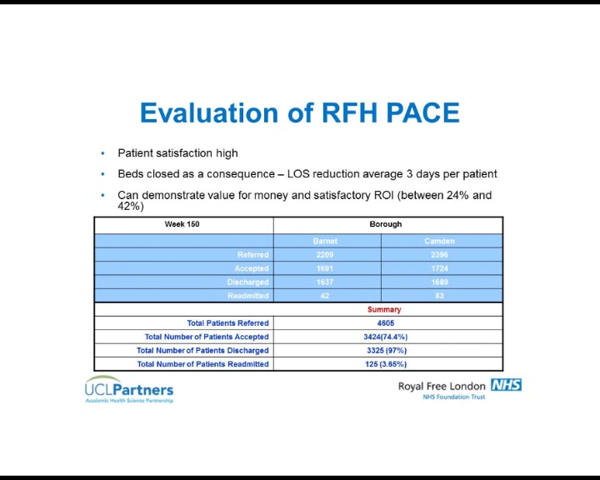 Evaluation of RFH PACE
• Patient satisfaction high
• Beds closed as a consequence – LOS reduction average 3 days per patient
• Can demonstrate value for money and satisfactory ROI (between 24% and
42%)
Week 150 Borough
Barnet Camden
Referred 2209 2396
Accepted 1691 1724
Discharged 1637 1689
Readmitted 42 83
Summary
Total Patients Referred 4605
Total Number of Patients Accepted 3424(74.4%)
Total Number of Patients Discharged 3325 (97%)
Total Number of Patients Readmitted 125 (3.65%)
UCLPartners
Academic Health Science Partnership
Royal Free London NHS
NHS Foundation Trust